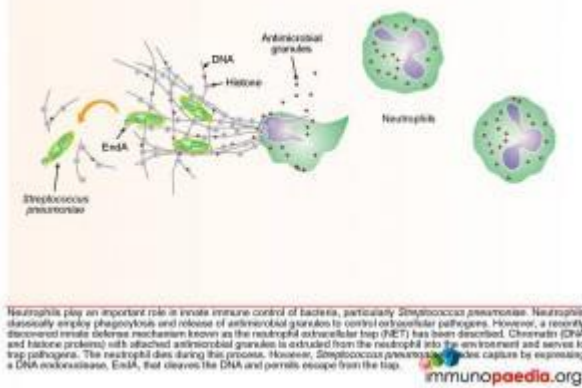 Antimicrobial
granules
DNA
Histone
Neutrophils
EndA
Streptococcus
pneumoniae
Neutrophils play an important role in innate immune control of bacteria, particularly Streptococcus pneumoniae. Neutrophils
classically employ phagocytosis and release of antimicrobial granules to control extracellular pathogens. However, a recently
discovered innate defense mechanism known as the neutrophil extracellular trap (NET) has been described. Chromatin (DNA
and histone proteins) with attached antimicrobial granules is extruded from the neutrophil into the environment and serves to
trap pathogens. The neutrophil dies during this process. However, Streptococcus capture by expressing
a DNA endonuclease, EndA, that cleaves the DNA and permits escape from the trap.
immunopaedia.org